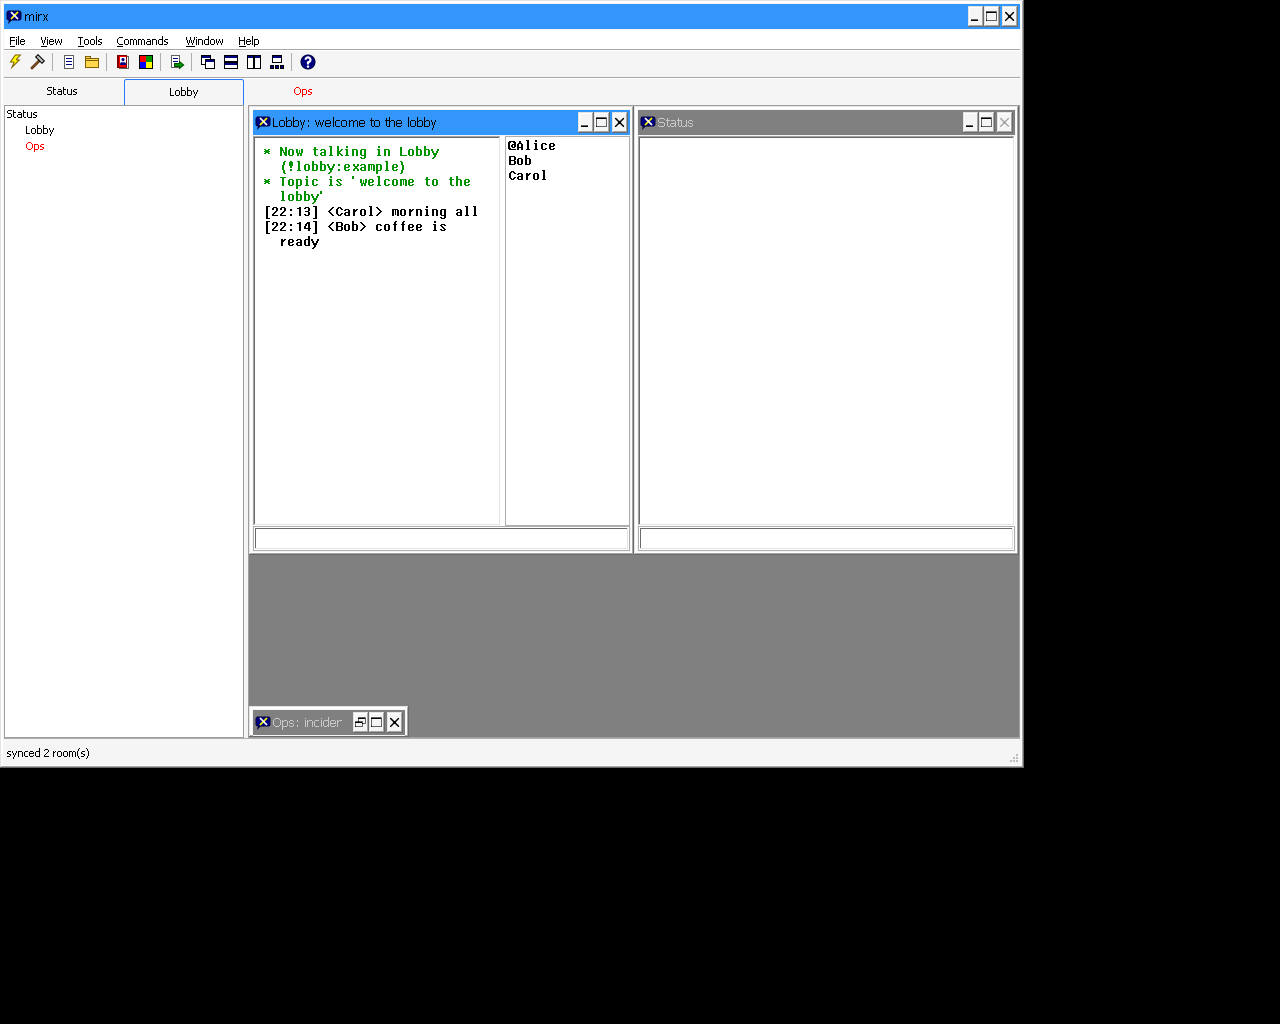 mirx
File View Tools Commands Window Help
Status Lobby Ops
Status
Lobby
Ops
Lobby: welcome to the lobby
* Now talking in Lobby
(!lobby:example)
* Topic is 'welcome to the
lobby'
[22:13] <Carol> morning all
[22:14] <Bob> coffee is
ready
@Alice
Bob
Carol
Status
Ops: incider
synced 2 room(s)